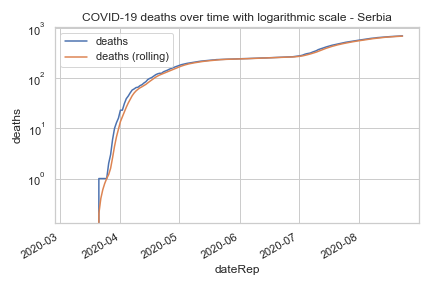 COVID-19 deaths over time with logarithmic scale - Serbia
deaths
deaths (rolling)
10³
10²
10¹
10⁰
deaths
2020-03
2020-04
2020-05
2020-06
2020-07
2020-08
dateRep